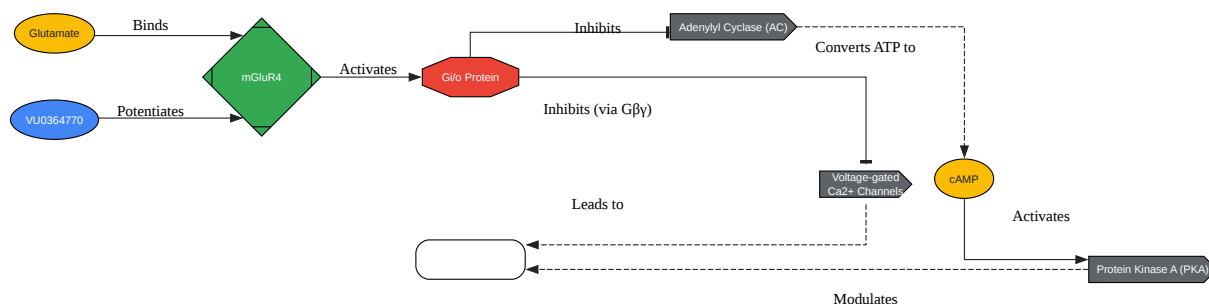 Glutamate
Binds
VU0364770
Potentiates
mGluR4
Activates
Gi/o Protein
Inhibits
Adenylyl Cyclase (AC)
Converts ATP to
Inhibits (via Gβγ)
Voltage-gated
Ca2+ Channels
cAMP
Leads to
Activates
Protein Kinase A (PKA)
Modulates